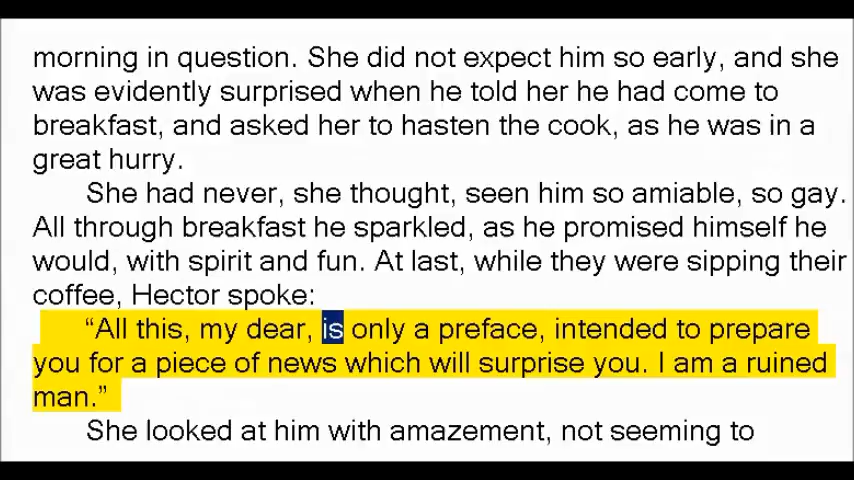 morning in question. She did not expect him so early, and she
was evidently surprised when he told her he had come to
breakfast, and asked her to hasten the cook, as he was in a
great hurry.
She had never, she thought, seen him so amiable, so gay.
All through breakfast he sparkled, as he promised himself he
would, with spirit and fun. At last, while they were sipping their
coffee, Hector spoke:
“All this, my dear, is only a preface, intended to prepare
you for a piece of news which will surprise you. I am a ruined
man.”
She looked at him with amazement, not seeming to